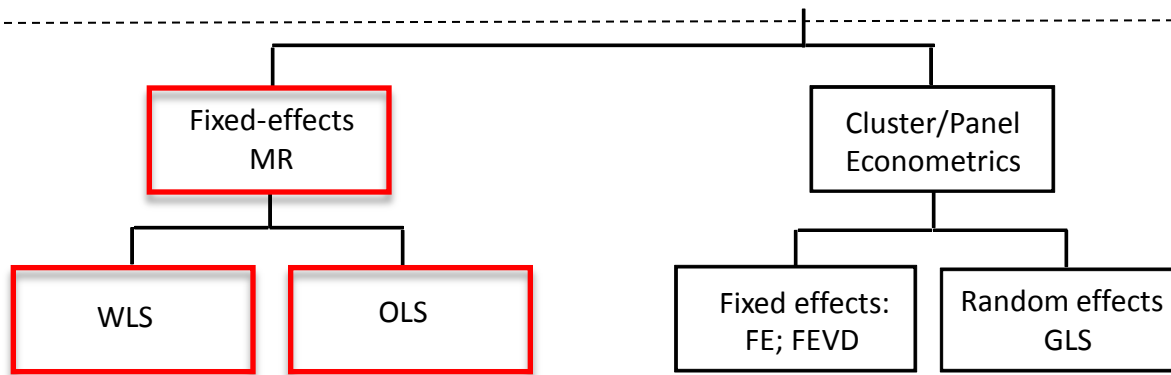 Fixed-effects
MR
Cluster/Panel
Econometrics
WLS
OLS
Fixed effects:
FE; FEVD
Random effects
GLS